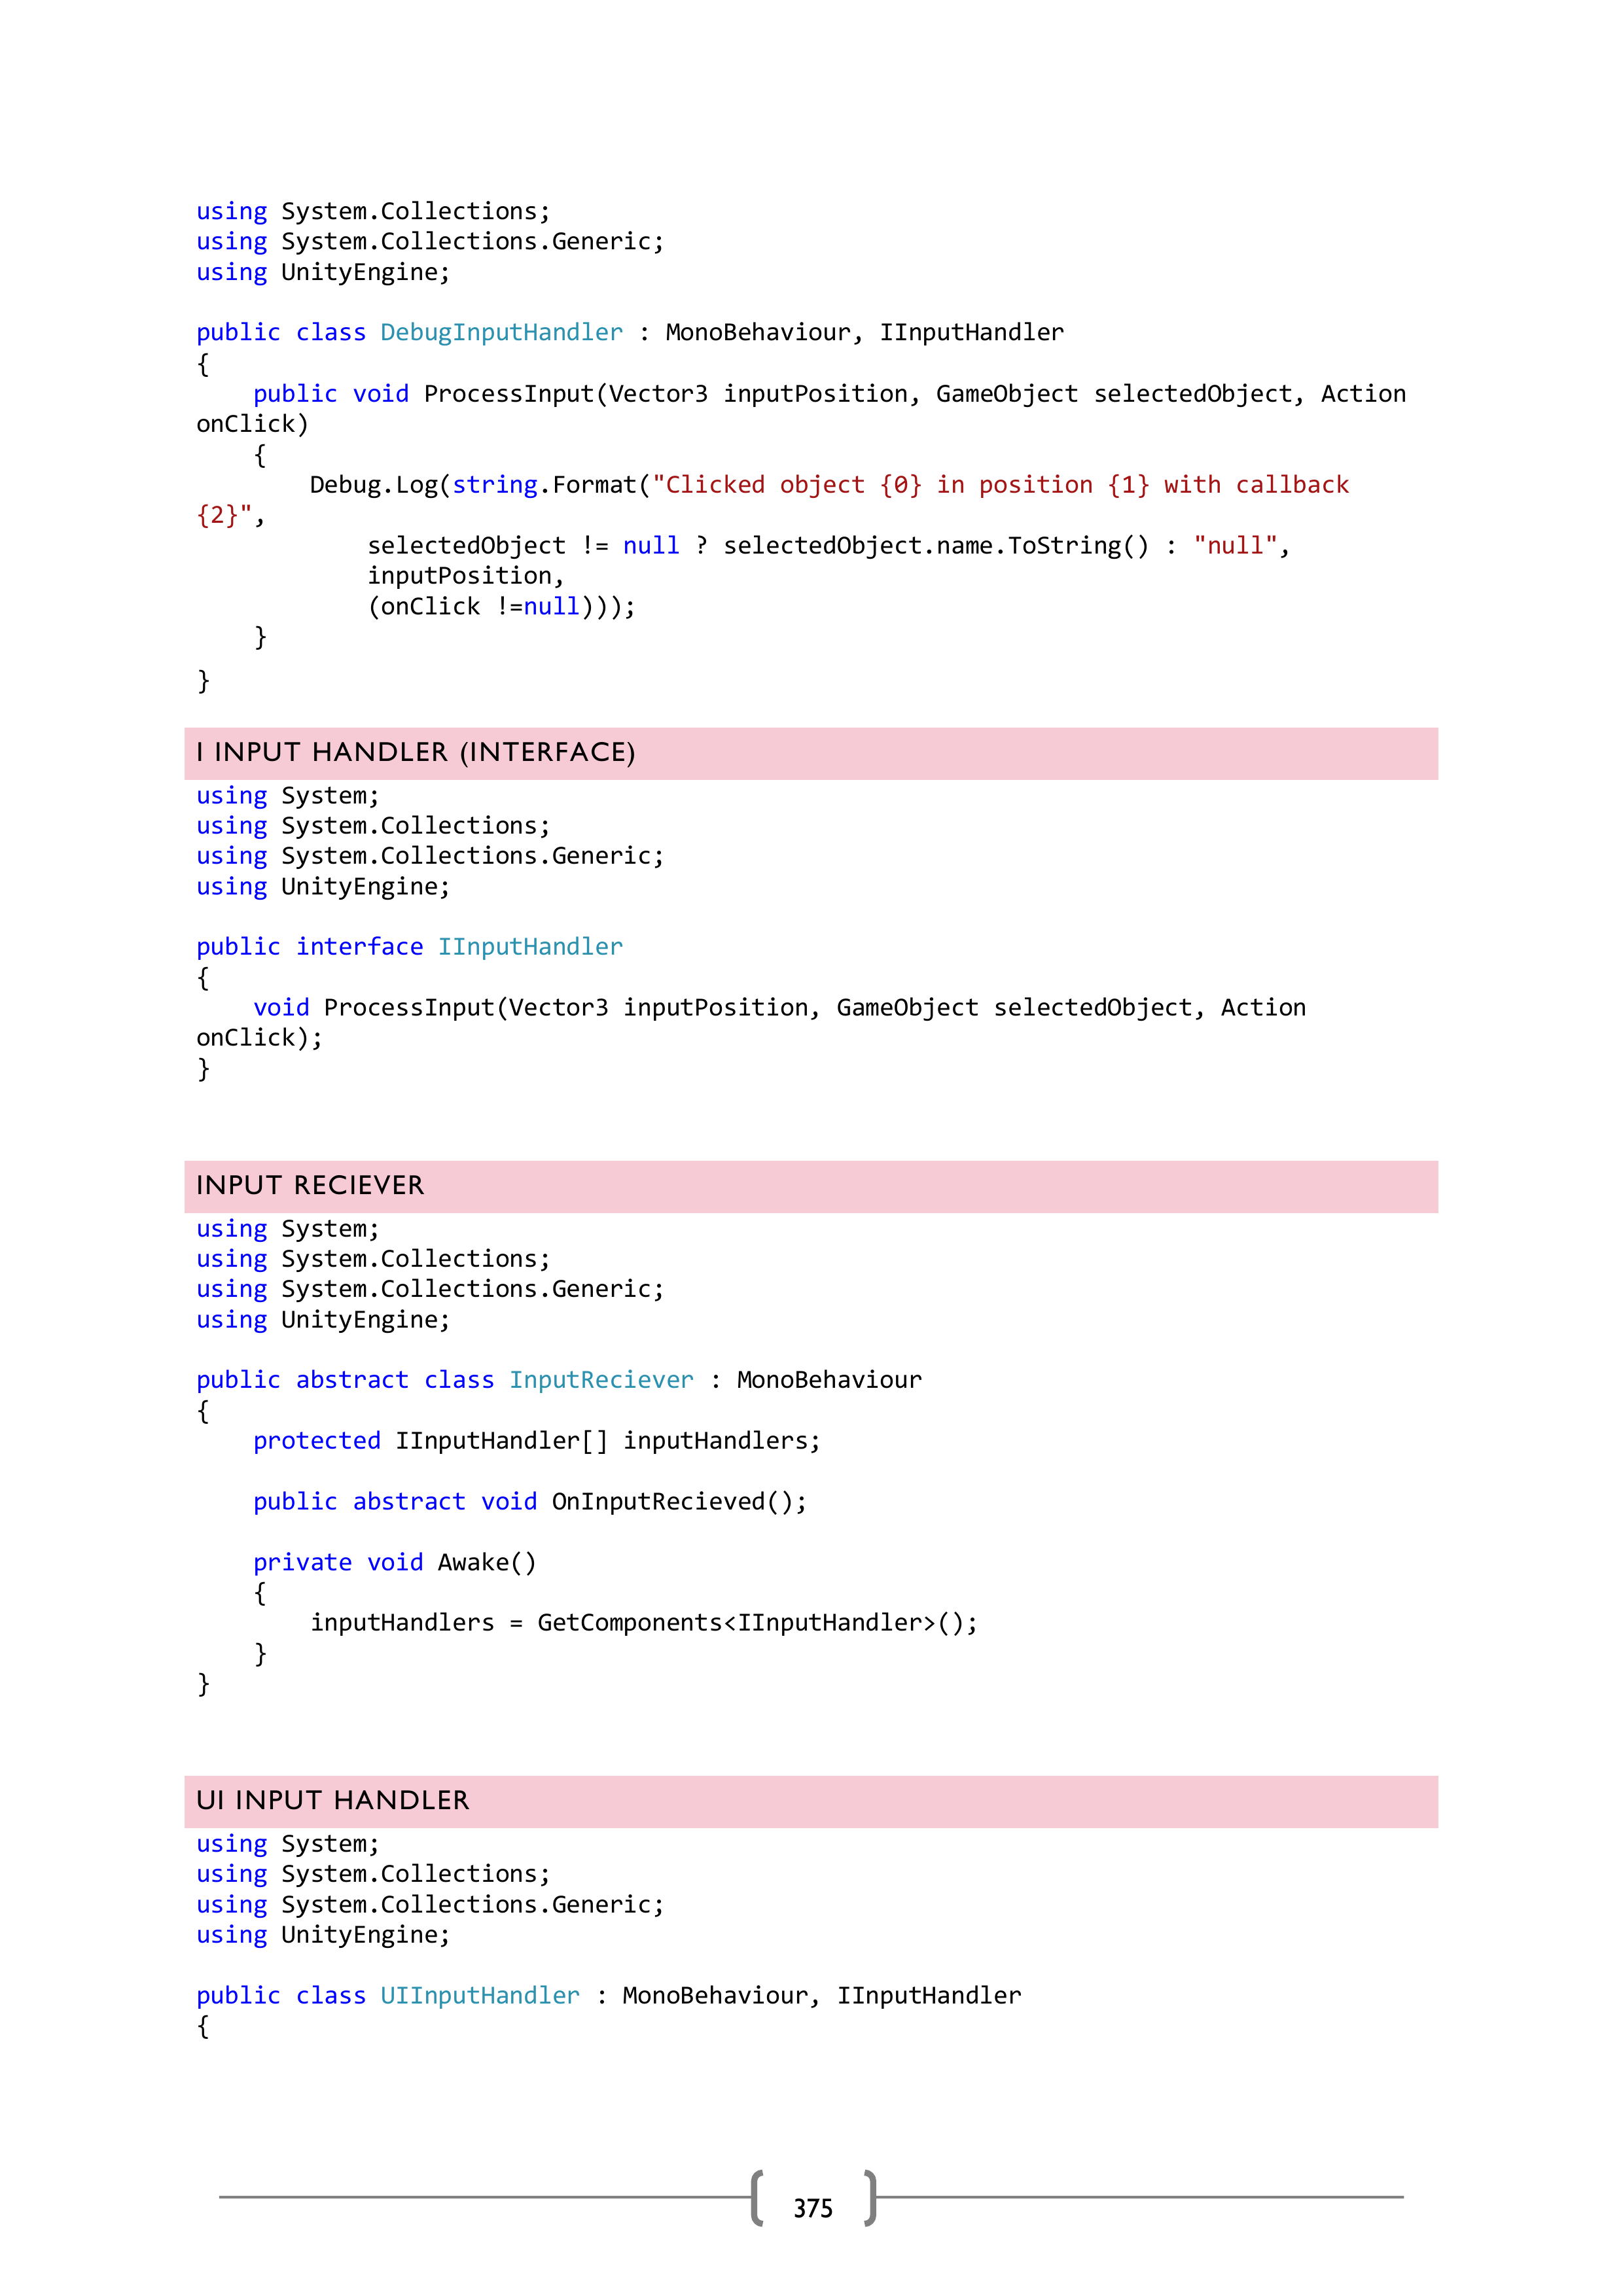 using System.Collections;
using System.Collections.Generic;
using UnityEngine;

public class DebugInputHandler : MonoBehaviour, IInputHandler
{
    public void ProcessInput(Vector3 inputPosition, GameObject selectedObject, Action
onClick)
    {
        Debug.Log(string.Format("Clicked object {0} in position {1} with callback
{2}",
            selectedObject != null ? selectedObject.name.ToString() : "null",
            inputPosition,
            (onClick !=null)));
    }
}
I INPUT HANDLER (INTERFACE)
using System;
using System.Collections;
using System.Collections.Generic;
using UnityEngine;

public interface IInputHandler
{
    void ProcessInput(Vector3 inputPosition, GameObject selectedObject, Action
onClick);
}
INPUT RECIEVER
using System;
using System.Collections;
using System.Collections.Generic;
using UnityEngine;

public abstract class InputReciever : MonoBehaviour
{
    protected IInputHandler[] inputHandlers;

    public abstract void OnInputRecieved();

    private void Awake()
    {
        inputHandlers = GetComponents<IInputHandler>();
    }
}
UI INPUT HANDLER
using System;
using System.Collections;
using System.Collections.Generic;
using UnityEngine;

public class UIInputHandler : MonoBehaviour, IInputHandler
{
375